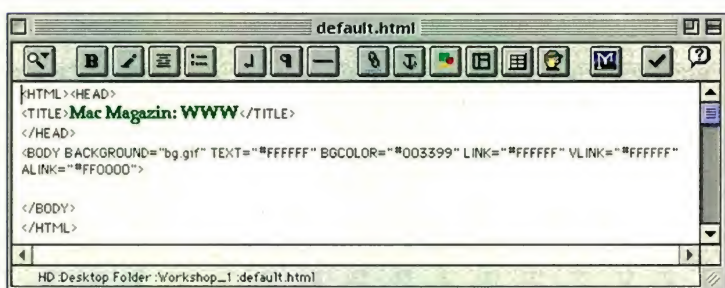 default.html
<HTML><HEAD>
<TITLE>Mac Magazin: WWW</TITLE>
</HEAD>
<BODY BACKGROUND="bg.gif" TEXT="#FFFFFF" BGCOLOR="#003399" LINK="#FFFFFF" VLINK="#FFFFFF"
ALINK="#FF0000">
</BODY>
</HTML>
HD :Desktop Folder :Workshop_1 :default.html